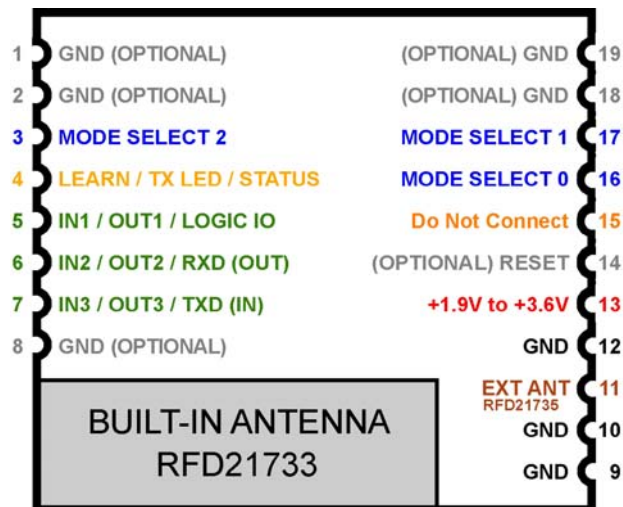 1 GND (OPTIONAL) (OPTIONAL) GND 19
2 GND (OPTIONAL) (OPTIONAL) GND 18
3 MODE SELECT 2 MODE SELECT 1 17
4 LEARN / TX LED / STATUS MODE SELECT 0 16
5 IN1 / OUT1 / LOGIC IO Do Not Connect 15
6 IN2 / OUT2 / RXD (OUT) (OPTIONAL) RESET 14
7 IN3 / OUT3 / TXD (IN) +1.9V to +3.6V 13
8 GND (OPTIONAL) GND 12
EXT ANT 11
RFD21735
BUILT-IN ANTENNA
RFD21733
GND 10
GND 9